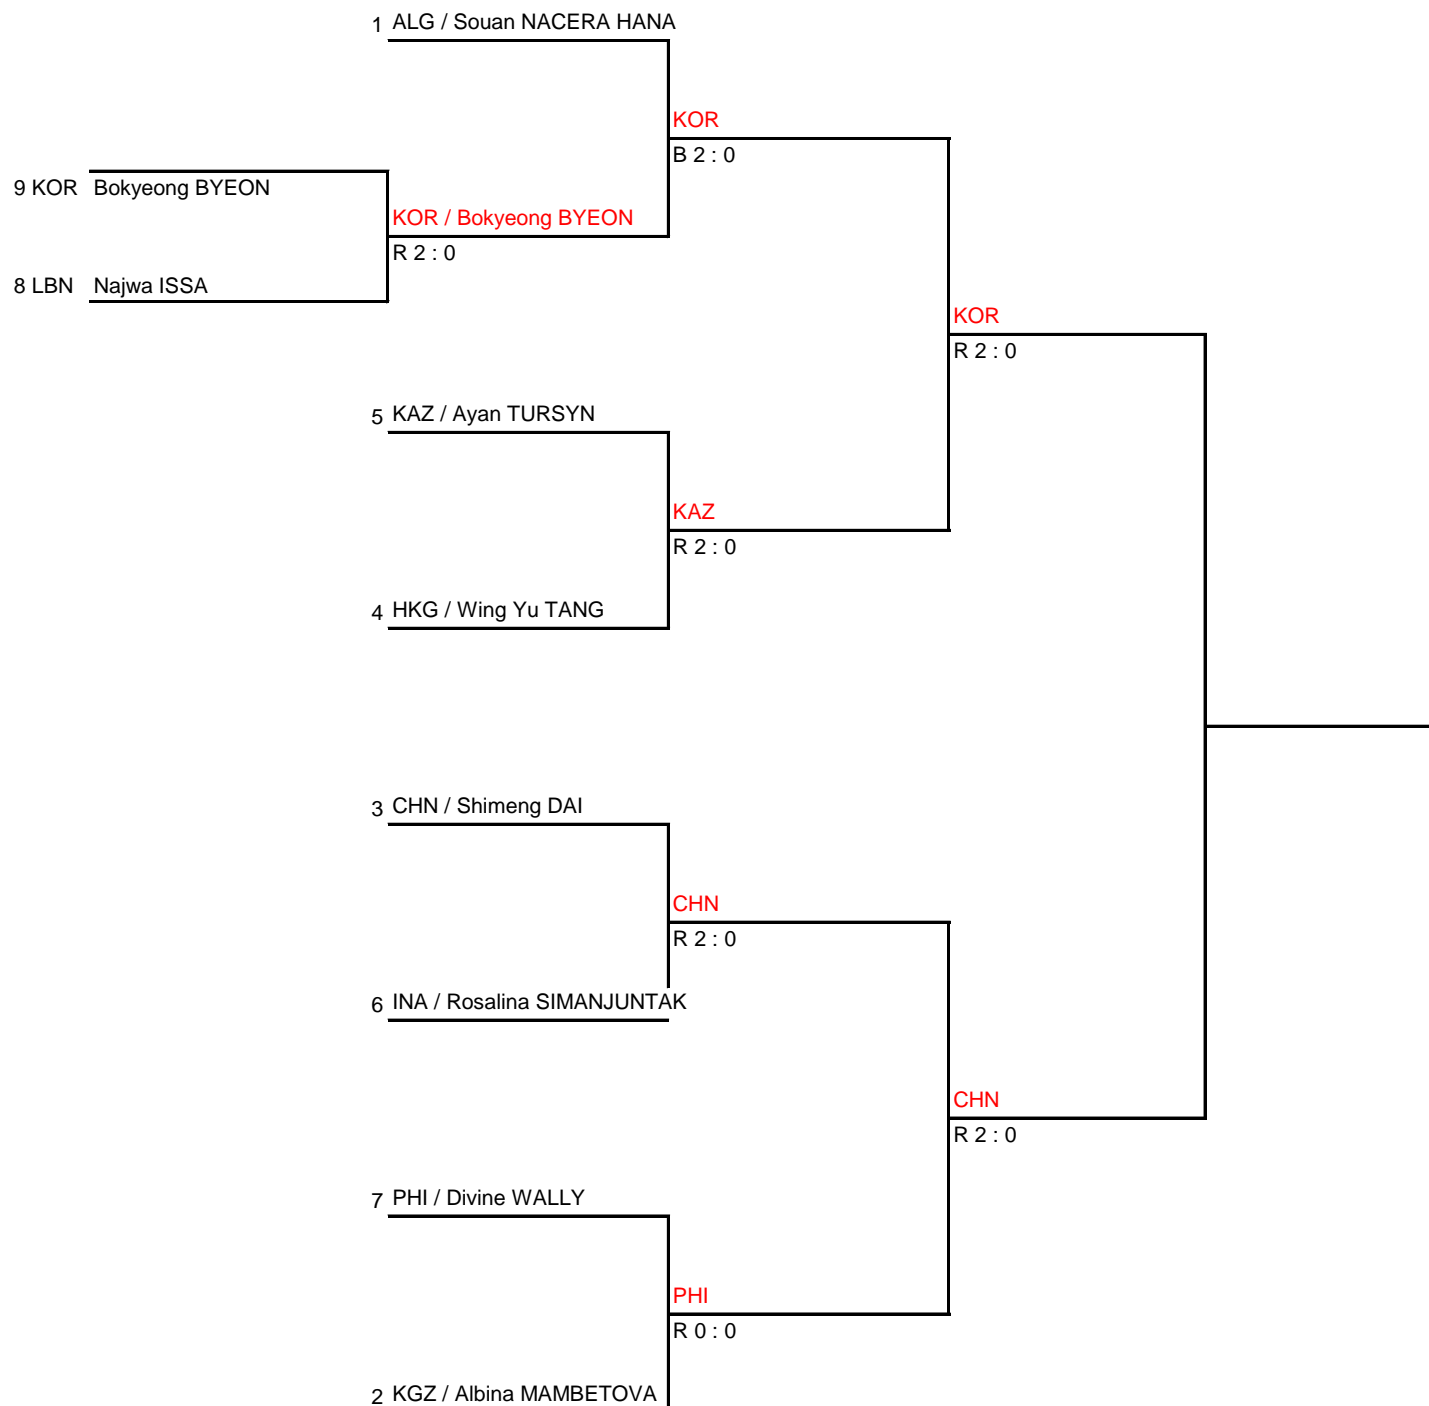 1 ALG / Souan NACERA HANA
KOR
B 2 : 0
9 KOR Bokyeong BYEON
KOR / Bokyeong BYEON
R 2 : 0
8 LBN Najwa ISSA
KOR
R 2 : 0
5 KAZ / Ayan TURSYN
KAZ
R 2 : 0
4 HKG / Wing Yu TANG
3 CHN / Shimeng DAI
CHN
R 2 : 0
6 INA / Rosalina SIMANJUNTAK
CHN
R 2 : 0
7 PHI / Divine WALLY
PHI
R 0 : 0
2 KGZ / Albina MAMBETOVA